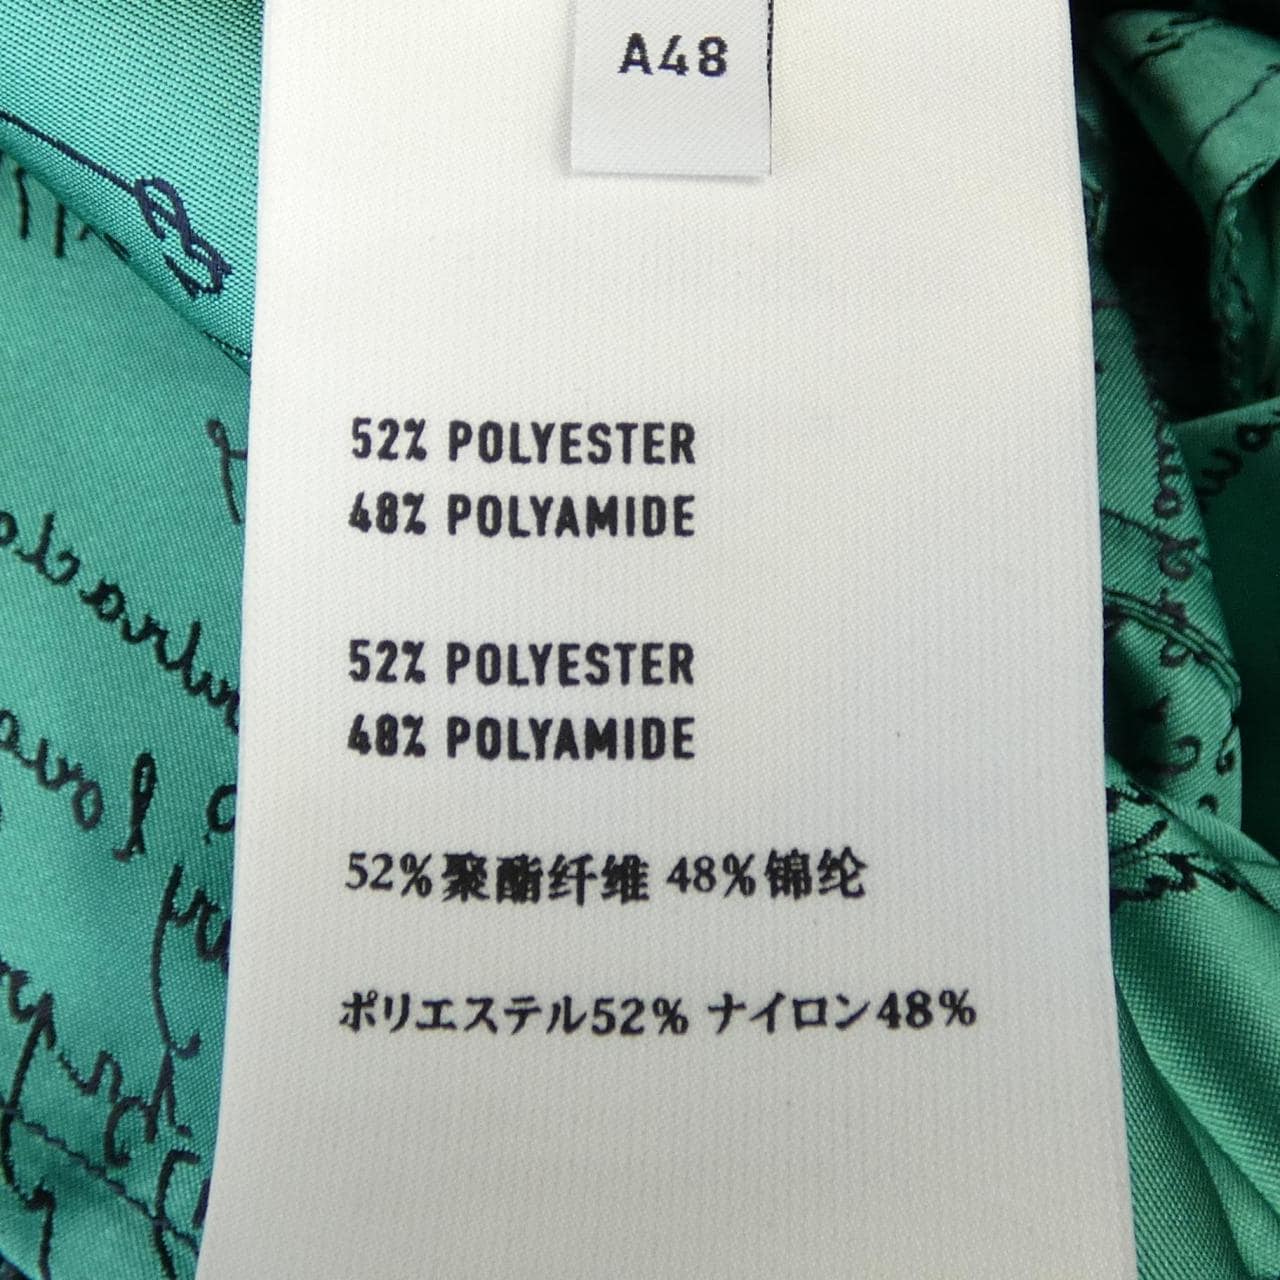 A48
52% POLYESTER
48% POLYAMIDE
52% POLYESTER
48% POLYAMIDE
52%聚酯纤维 48%锦纶
ポリエステル52% ナイロン48%